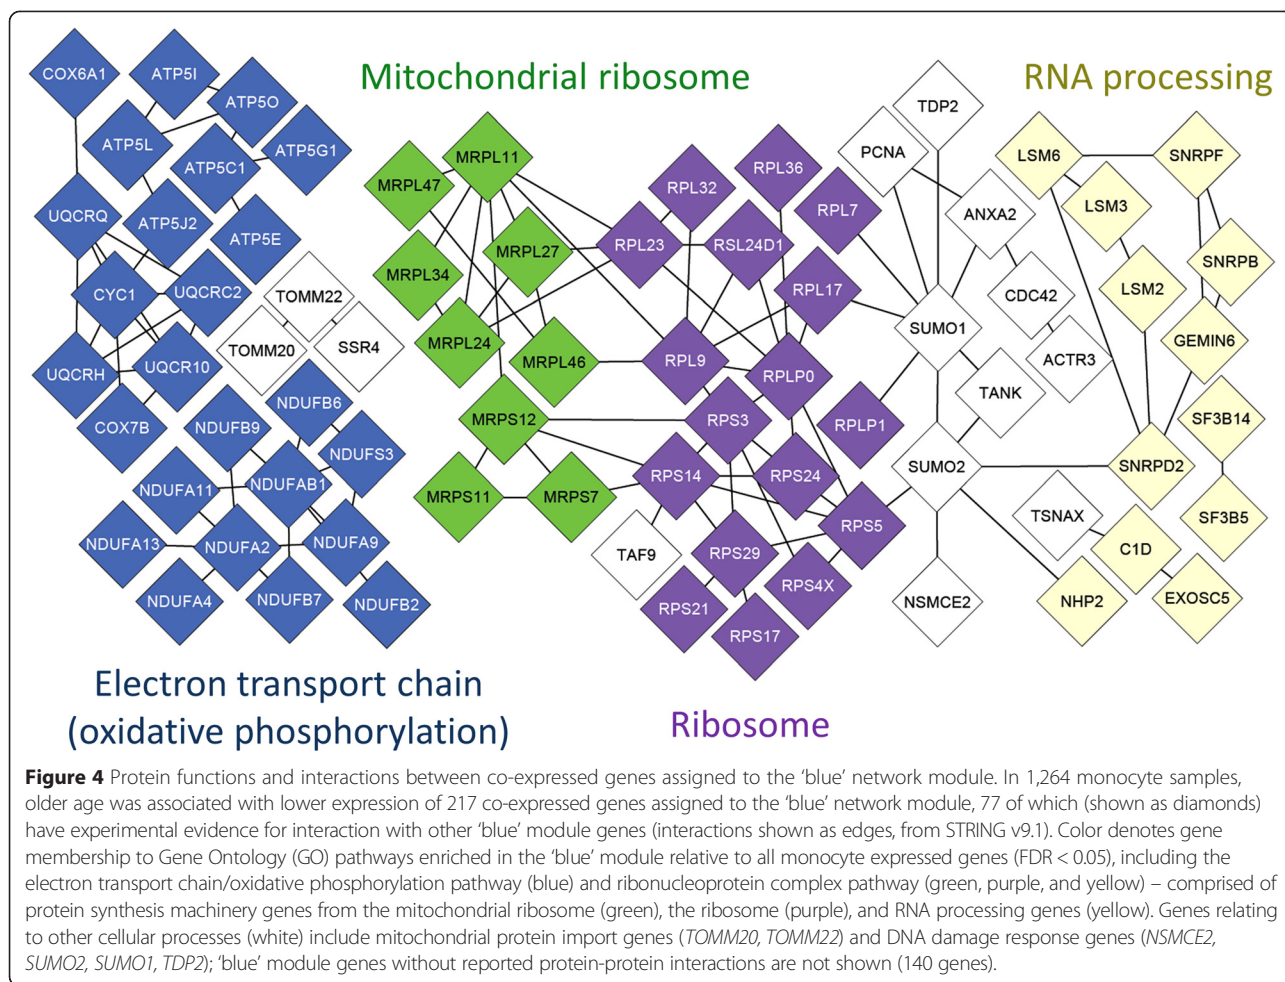 COX6A1
ATP5I
ATP5O
ATP5L
ATP5C1
ATP5G1
UQCRQ
ATP5J2
ATP5E
CYC1
UQCRC2
TOMM22
TOMM20
SSR4
UQCRH
UQCR10
COX7B
NDUFB9
NDUFB6
NDUFS3
NDUFA11
NDUFAB1
NDUFA13
NDUFA2
NDUFA9
NDUFA4
NDUFB7
NDUFB2
Electron transport chain
(oxidative phosphorylation)
Mitochondrial ribosome
MRPL11
MRPL47
MRPL27
MRPL34
MRPL24
MRPL46
MRPS12
MRPS11
MRPS7
RPL36
RPL32
RPL7
RPL23
RSL24D1
RPL17
RPL9
RPLP0
RPS3
RPLP1
RPS14
RPS24
RPS5
TAF9
RPS29
RPS4X
RPS21
RPS17
Ribosome
TDP2
PCNA
ANXA2
CDC42
SUMO1
ACTR3
TANK
SUMO2
TSNAX
NSMCE2
RNA processing
LSM6
SNRPF
LSM3
SNRPB
LSM2
GEMIN6
SF3B14
SNRPD2
SF3B5
C1D
NHP2
EXOSC5
Figure 4 Protein functions and interactions between co-expressed genes assigned to the ‘blue’ network module. In 1,264 monocyte samples,
older age was associated with lower expression of 217 co-expressed genes assigned to the ‘blue’ network module, 77 of which (shown as diamonds)
have experimental evidence for interaction with other ‘blue’ module genes (interactions shown as edges, from STRING v9.1). Color denotes gene
membership to Gene Ontology (GO) pathways enriched in the ‘blue’ module relative to all monocyte expressed genes (FDR < 0.05), including the
electron transport chain/oxidative phosphorylation pathway (blue) and ribonucleoprotein complex pathway (green, purple, and yellow) – comprised of
protein synthesis machinery genes from the mitochondrial ribosome (green), the ribosome (purple), and RNA processing genes (yellow). Genes relating
to other cellular processes (white) include mitochondrial protein import genes (TOMM20, TOMM22) and DNA damage response genes (NSMCE2,
SUMO2, SUMO1, TDP2); ‘blue’ module genes without reported protein-protein interactions are not shown (140 genes).